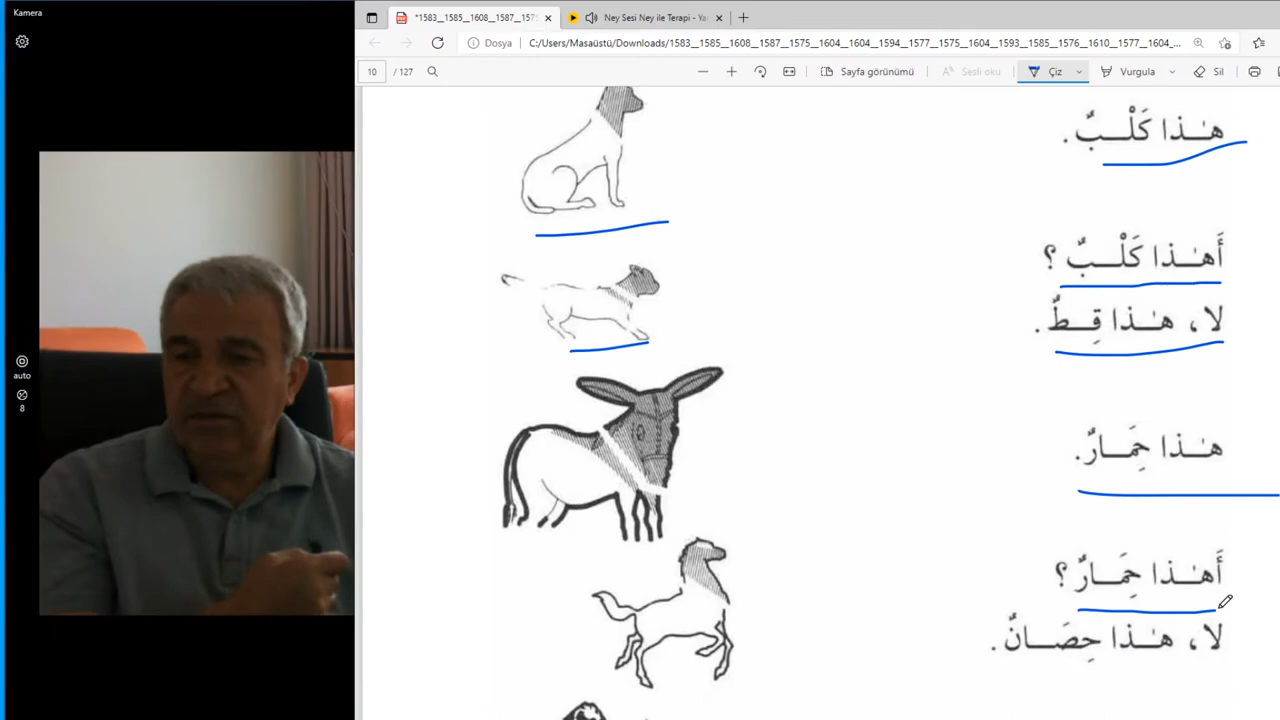 Kamera
*1583__1585__1608__1587__1575
Ney Sesi Ney ile Terapi - Ya
Dosya
C:/Users/Masaüstü/Downloads/1583__1585__1608__1587__1575__1604__1604__1594__1577__1575__1604__1593__1585__1576__1610__1577__1604__...
10 / 127
Sayfa görünümü
Sesli oku
Çiz
Vurgula
Sil
auto
8
هٰـذا كَلْـبٌ .
أَهٰـذا كَلْـبٌ ؟
لا، هٰـذا قِـطٌّ .
هٰـذا حِمَـارٌ.
أَهٰـذا حِمَـارٌ ؟
لا، هٰـذا حِصَـانٌ .